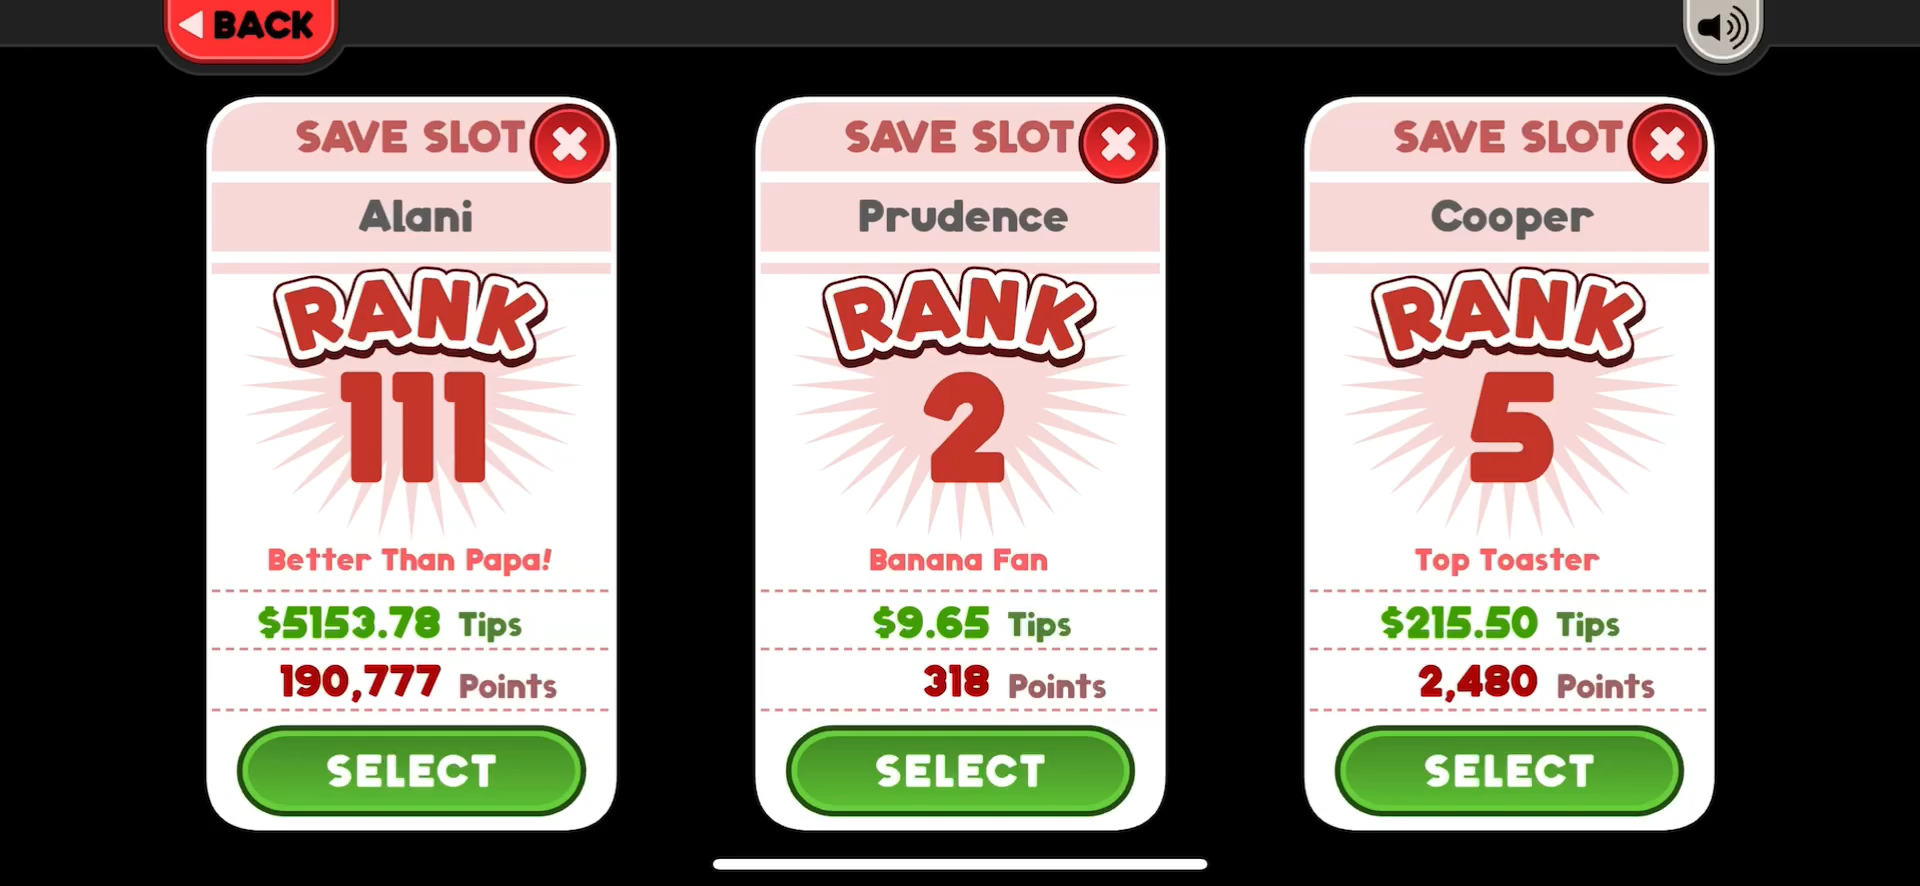 BACK
SAVE SLOT
Alani
RANK
111
Better Than Papa!
$5153.78 Tips
190,777 Points
SELECT
SAVE SLOT
Prudence
RANK
2
Banana Fan
$9.65 Tips
318 Points
SELECT
SAVE SLOT
Cooper
RANK
5
Top Toaster
$215.50 Tips
2,480 Points
SELECT